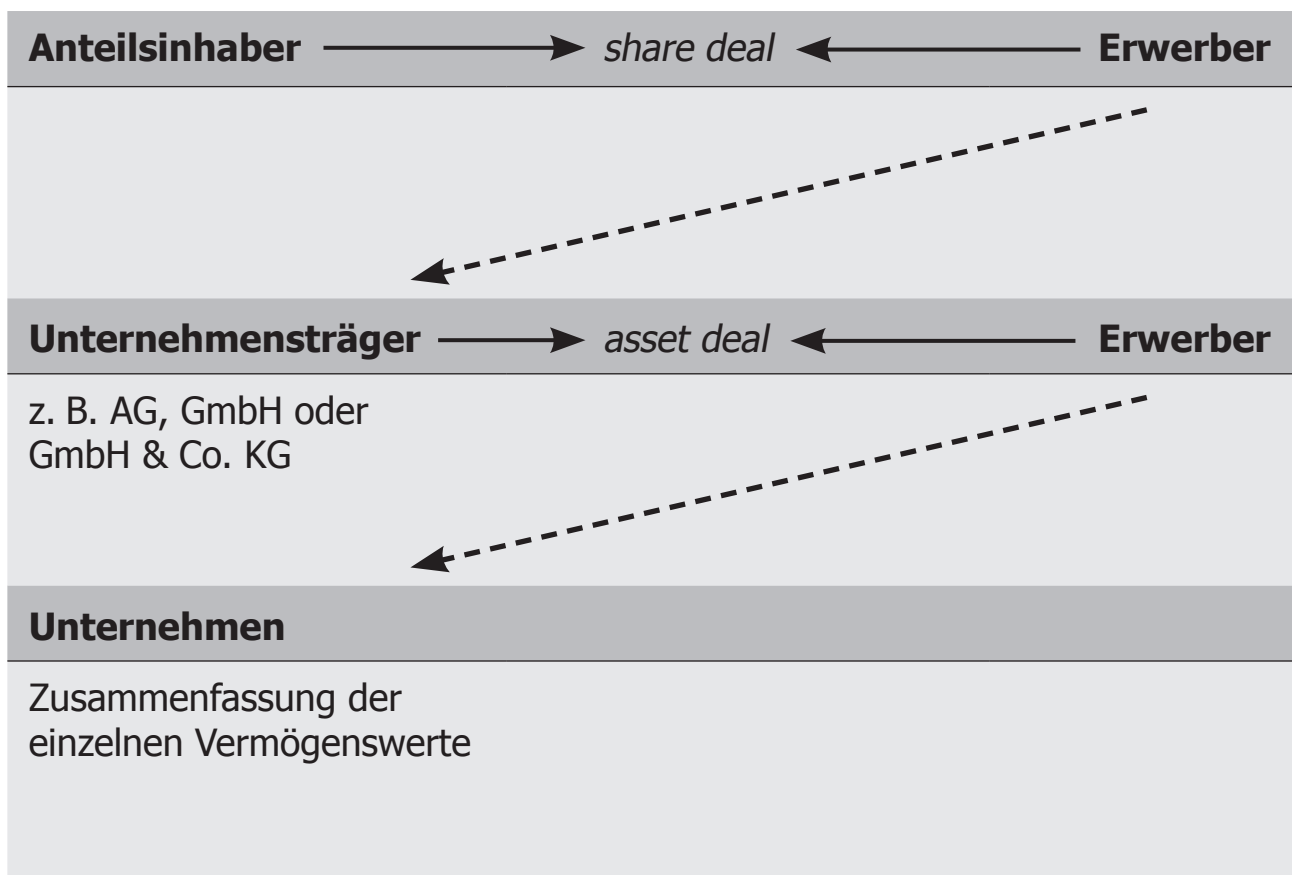 Anteilsinhaber share deal Erwerber
Unternehmensträger asset deal Erwerber
z. B. AG, GmbH oder
GmbH & Co. KG
Unternehmen
Zusammenfassung der
einzelnen Vermögenswerte